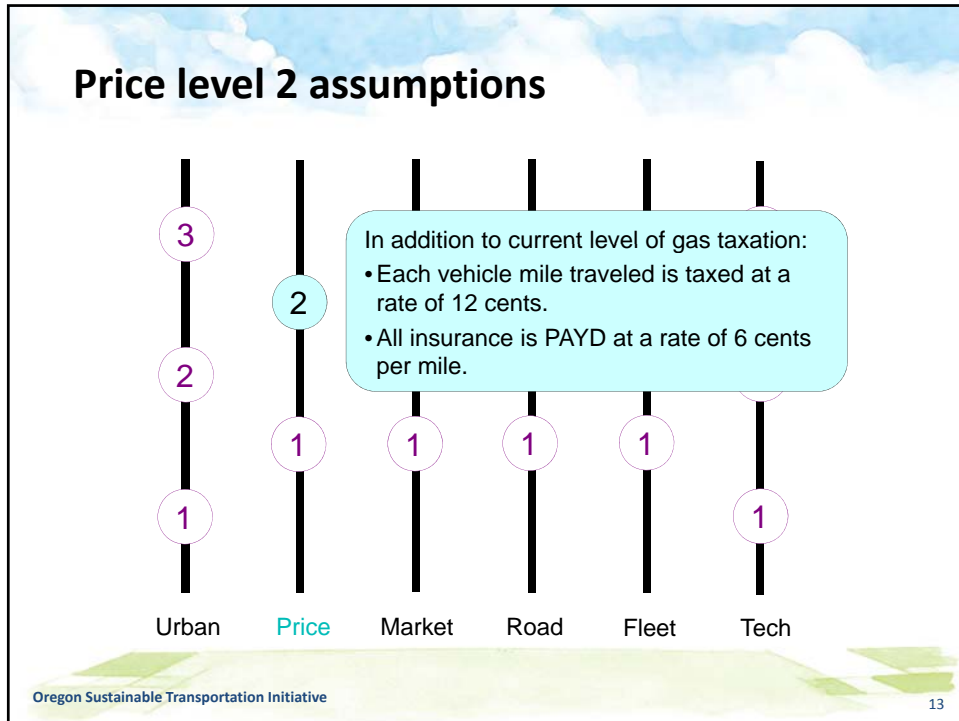 Price level 2 assumptions
3
In addition to current level of gas taxation:
• Each vehicle mile traveled is taxed at a
rate of 12 cents.
• All insurance is PAYD at a rate of 6 cents
per mile.
2
2
1
1
1
1
1
1
Urban Price Market Road Fleet Tech
Oregon Sustainable Transportation Initiative
13